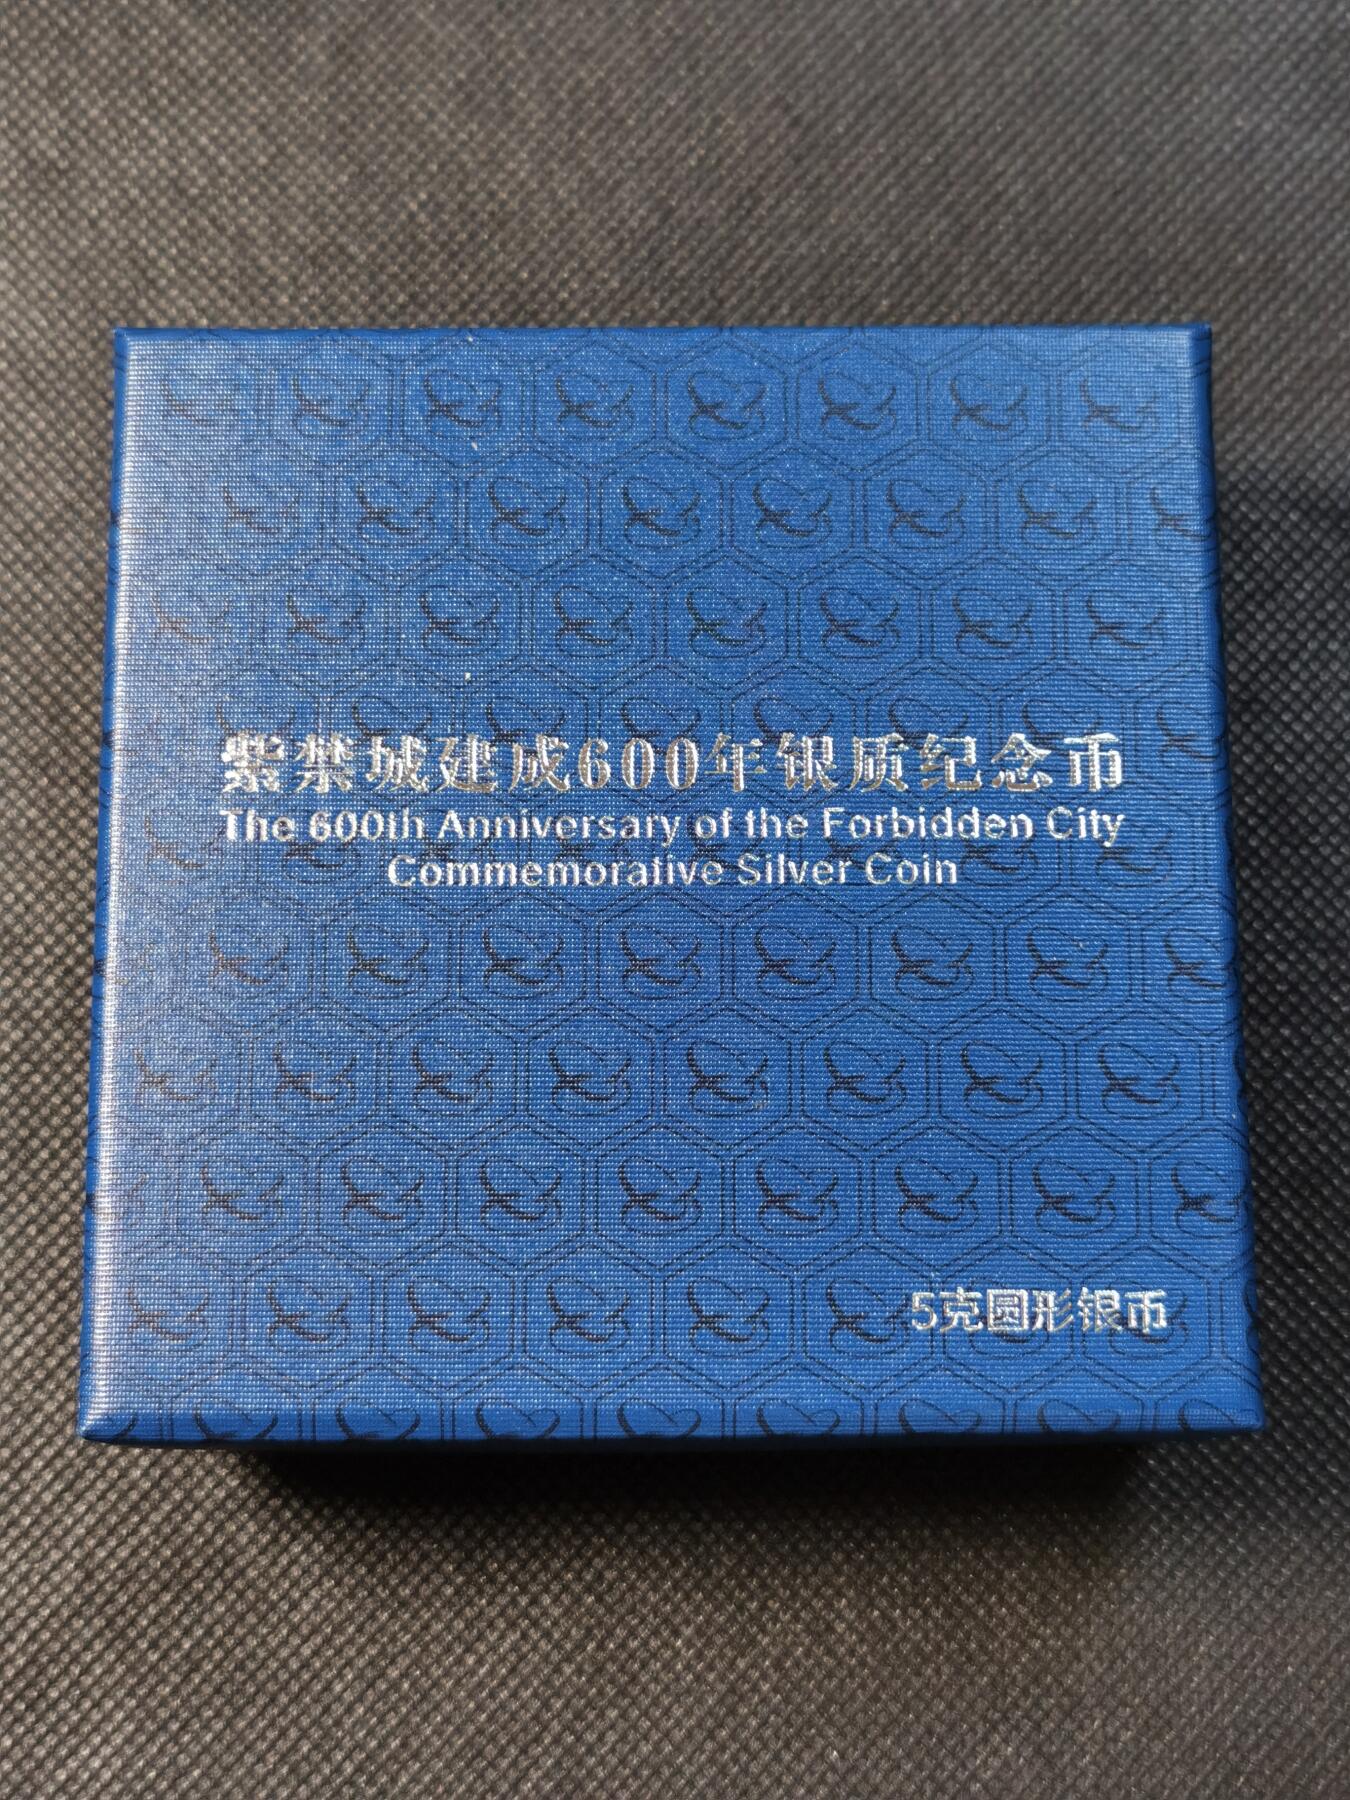 紫禁城建成600年银质纪念币
The 600th Anniversary of the Forbidden City
Commemorative Silver Coin
5克圆形银币